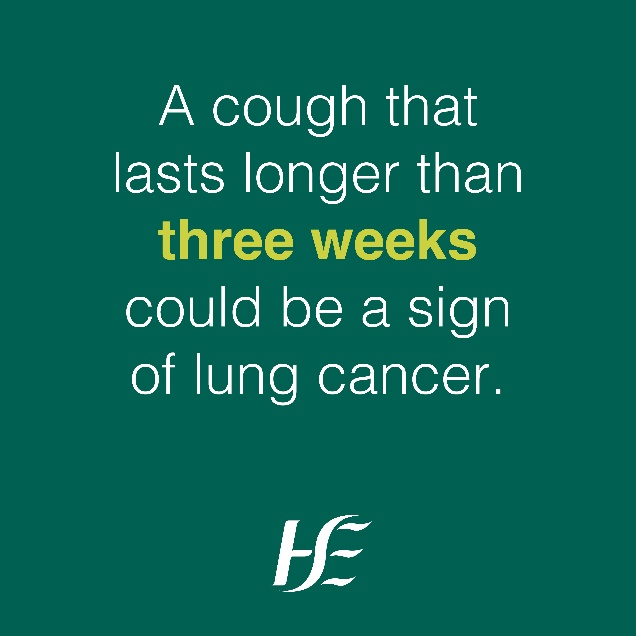 A cough that
lasts longer than
three weeks
could be a sign
of lung cancer.
HSE